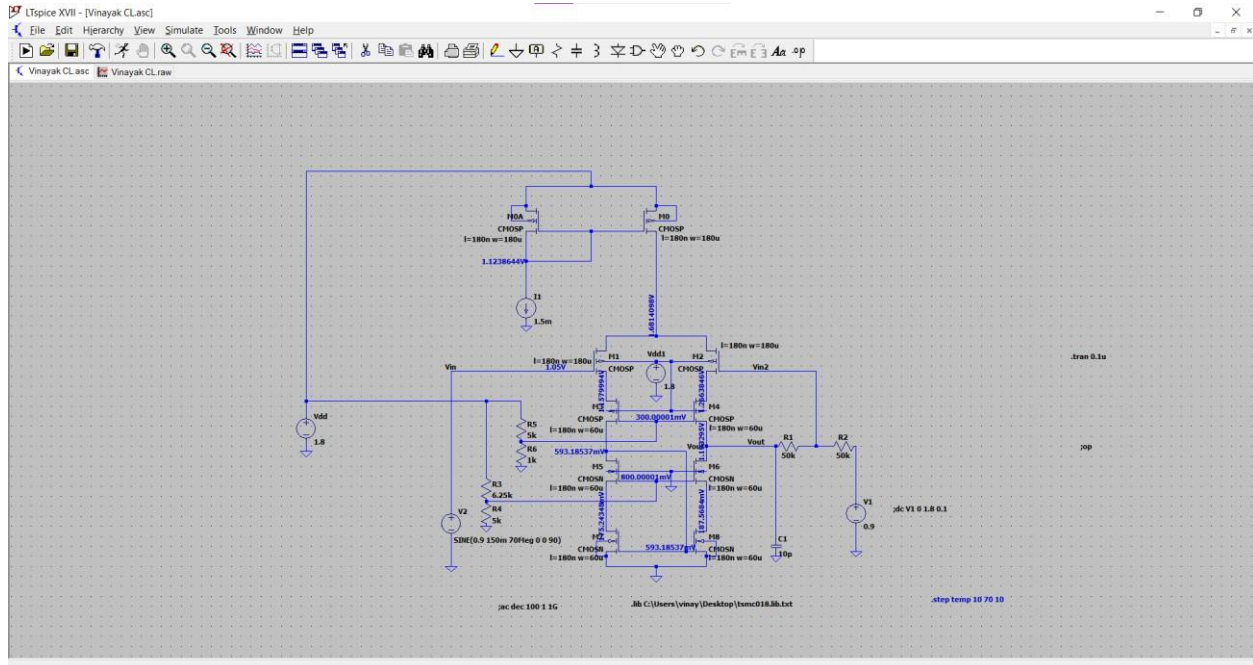 LTspice XVII - [Vinayak CL.asc]
File Edit Hierarchy View Simulate Tools Window Help
Vinayak CL.asc Vinayak CL.raw
M0A
CMOSP
l=180n w=180u
M0
CMOSP
l=180n w=180u
1.1238644V
I1
1.5m
1.6814098V
M1
CMOSP
l=180n w=180u
Vdd1
1.8
M2
CMOSP
l=180n w=180u
Vin
1.05V
Vin2
.tran 0.1u
Vdd
1.8
R5
5k
R6
1k
CMOSP
l=180n w=60u
300.00001mV
M4
CMOSP
l=180n w=60u
593.18537mV
Vout
R1
50k
R2
50k
;op
M5
l=180n w=60u
800.00001mV
M6
CMOSN
l=180n w=60u
R3
6.25k
R4
5k
187.5684mV
V1
0.9
;dc V1 0 1.8 0.1
V2
SINE(0.9 150m 70Meg 0 0 90)
CMOSN
l=180n w=60u
593.18537
M8
CMOSN
l=180n w=60u
C1
10p
;ac dec 100 1 1G
.lib C:\Users\vinay\Desktop\tsmc018.lib.txt
.step temp 10 70 10